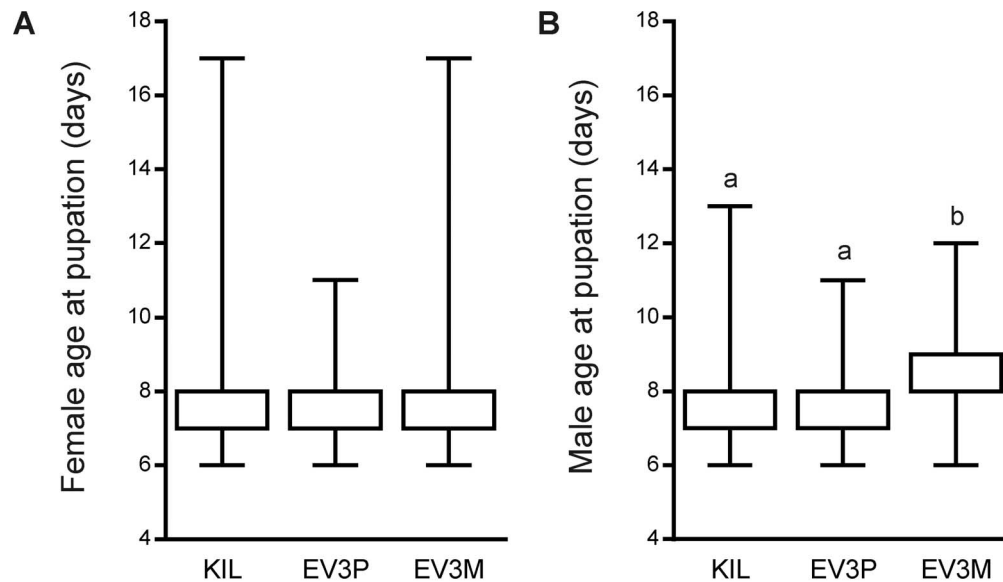 A
Female age at pupation (days)
18
16
14
12
10
8
6
4
KIL EV3P EV3M
B
Male age at pupation (days)
18
16
14
12
10
8
6
4
a
a
b
KIL EV3P EV3M